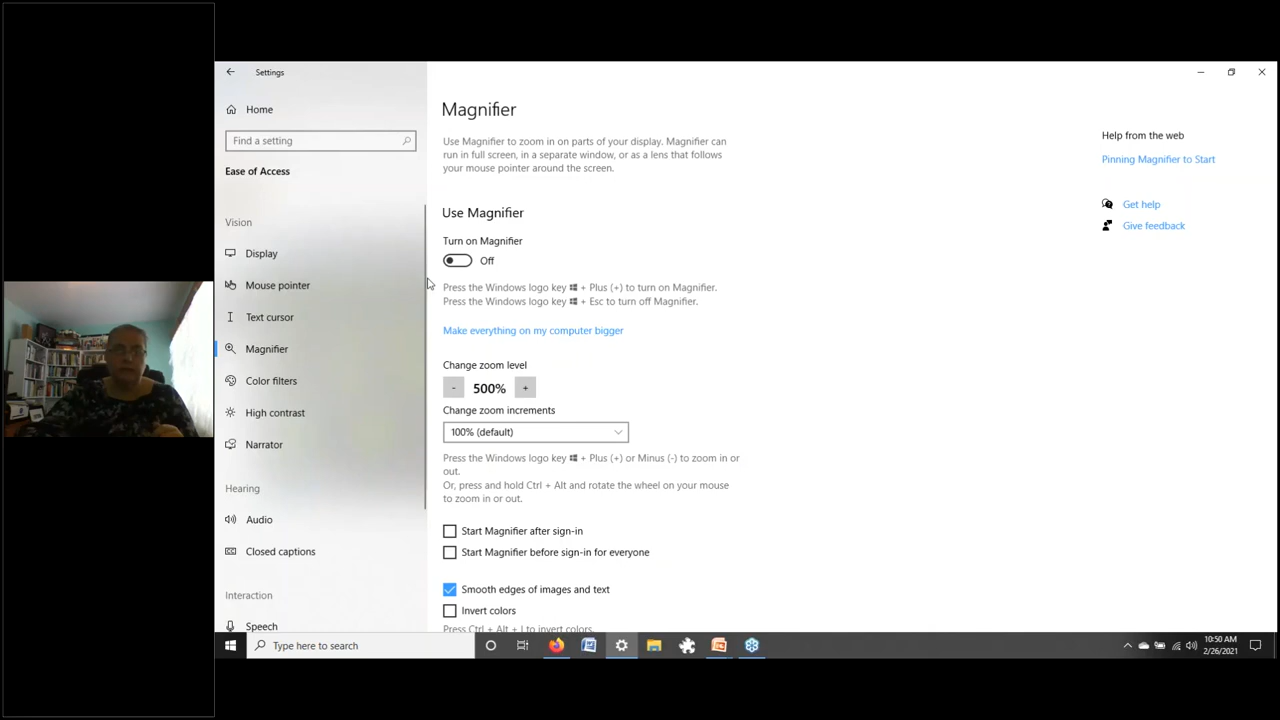 Settings
Home
Find a setting
Ease of Access
Vision
Display
Mouse pointer
Text cursor
Magnifier
Color filters
High contrast
Narrator
Hearing
Audio
Closed captions
Interaction
Speech
Magnifier
Use Magnifier to zoom in on parts of your display. Magnifier can
run in full screen, in a separate window, or as a lens that follows
your mouse pointer around the screen.
Use Magnifier
Turn on Magnifier
Off
Press the Windows logo key + Plus (+) to turn on Magnifier.
Press the Windows logo key + Esc to turn off Magnifier.
Make everything on my computer bigger
Change zoom level
- 500% +
Change zoom increments
100% (default)
Press the Windows logo key + Plus (+) or Minus (-) to zoom in or
out.
Or, press and hold Ctrl + Alt and rotate the wheel on your mouse
to zoom in or out.
Start Magnifier after sign-in
Start Magnifier before sign-in for everyone
Smooth edges of images and text
Invert colors
Press Ctrl + Alt + I to invert colors.
Help from the web
Pinning Magnifier to Start
Get help
Give feedback
Type here to search
10:50 AM
2/26/2021